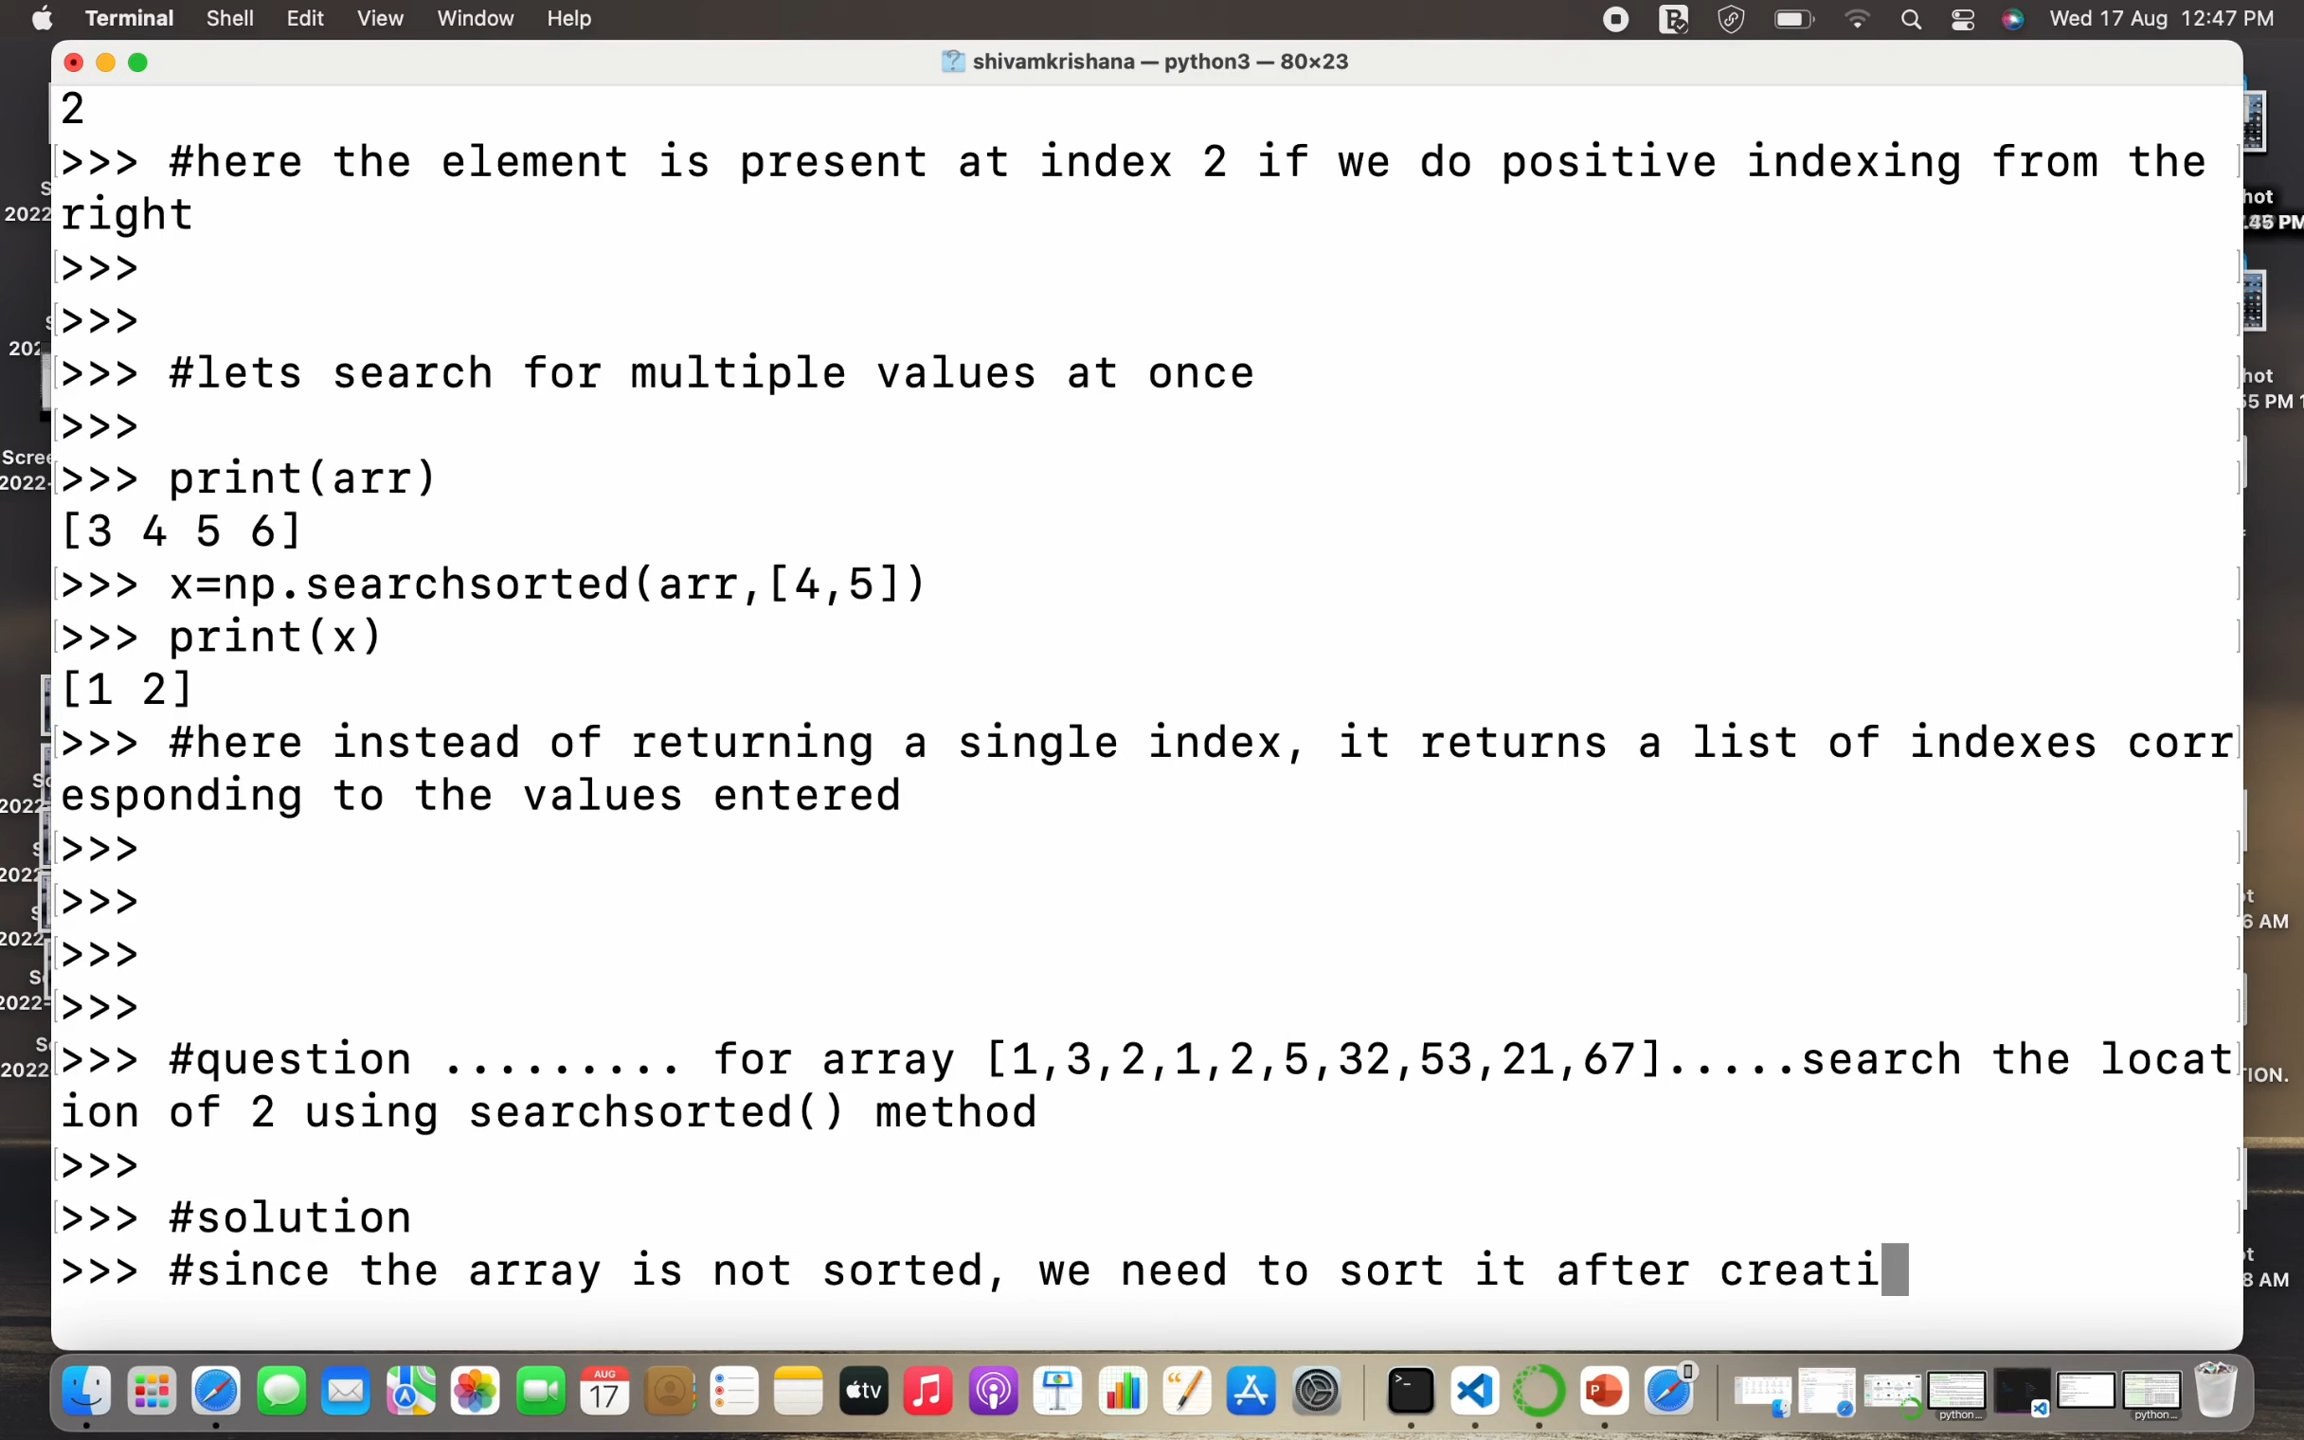 Terminal Shell Edit View Window Help Wed 17 Aug 12:47 PM
shivamkrishana — python3 — 80×23
2
>>> #here the element is present at index 2 if we do positive indexing from the
right
>>>
>>>
>>> #lets search for multiple values at once
>>>
>>> print(arr)
[3 4 5 6]
>>> x=np.searchsorted(arr,[4,5])
>>> print(x)
[1 2]
>>> #here instead of returning a single index, it returns a list of indexes corr
esponding to the values entered
>>>
>>>
>>>
>>>
>>> #question ......... for array [1,3,2,1,2,5,32,53,21,67].....search the locat
ion of 2 using searchsorted() method
>>>
>>> #solution
>>> #since the array is not sorted, we need to sort it after creati
AUG
17
tv
python...
python...